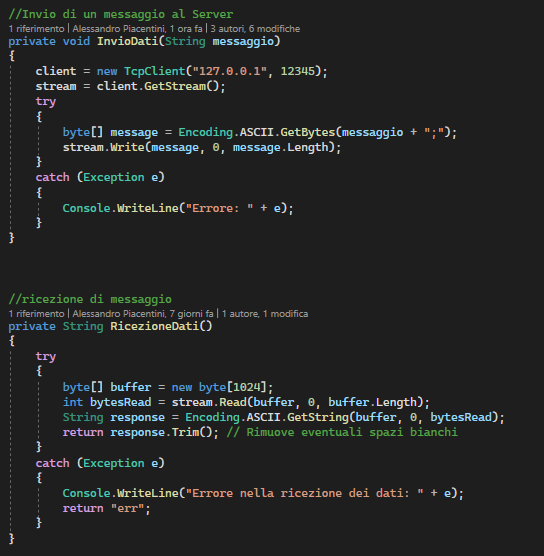 //Invio di un messaggio al Server
1 riferimento | Alessandro Piacentini, 1 ora fa | 3 autori, 6 modifiche
private void InvioDati(String messaggio)
{
client = new TcpClient("127.0.0.1", 12345);
stream = client.GetStream();
try
{
byte[] message = Encoding.ASCII.GetBytes(messaggio + ";");
stream.Write(message, 0, message.Length);
}
catch (Exception e)
{
Console.WriteLine("Errore: " + e);
}
}
//ricezione di messaggio
1 riferimento | Alessandro Piacentini, 7 giorni fa | 1 autore, 1 modifica
private String RicezioneDati()
{
try
{
byte[] buffer = new byte[1024];
int bytesRead = stream.Read(buffer, 0, buffer.Length);
String response = Encoding.ASCII.GetString(buffer, 0, bytesRead);
return response.Trim(); // Rimuove eventuali spazi bianchi
}
catch (Exception e)
{
Console.WriteLine("Errore nella ricezione dei dati: " + e);
return "err";
}
}